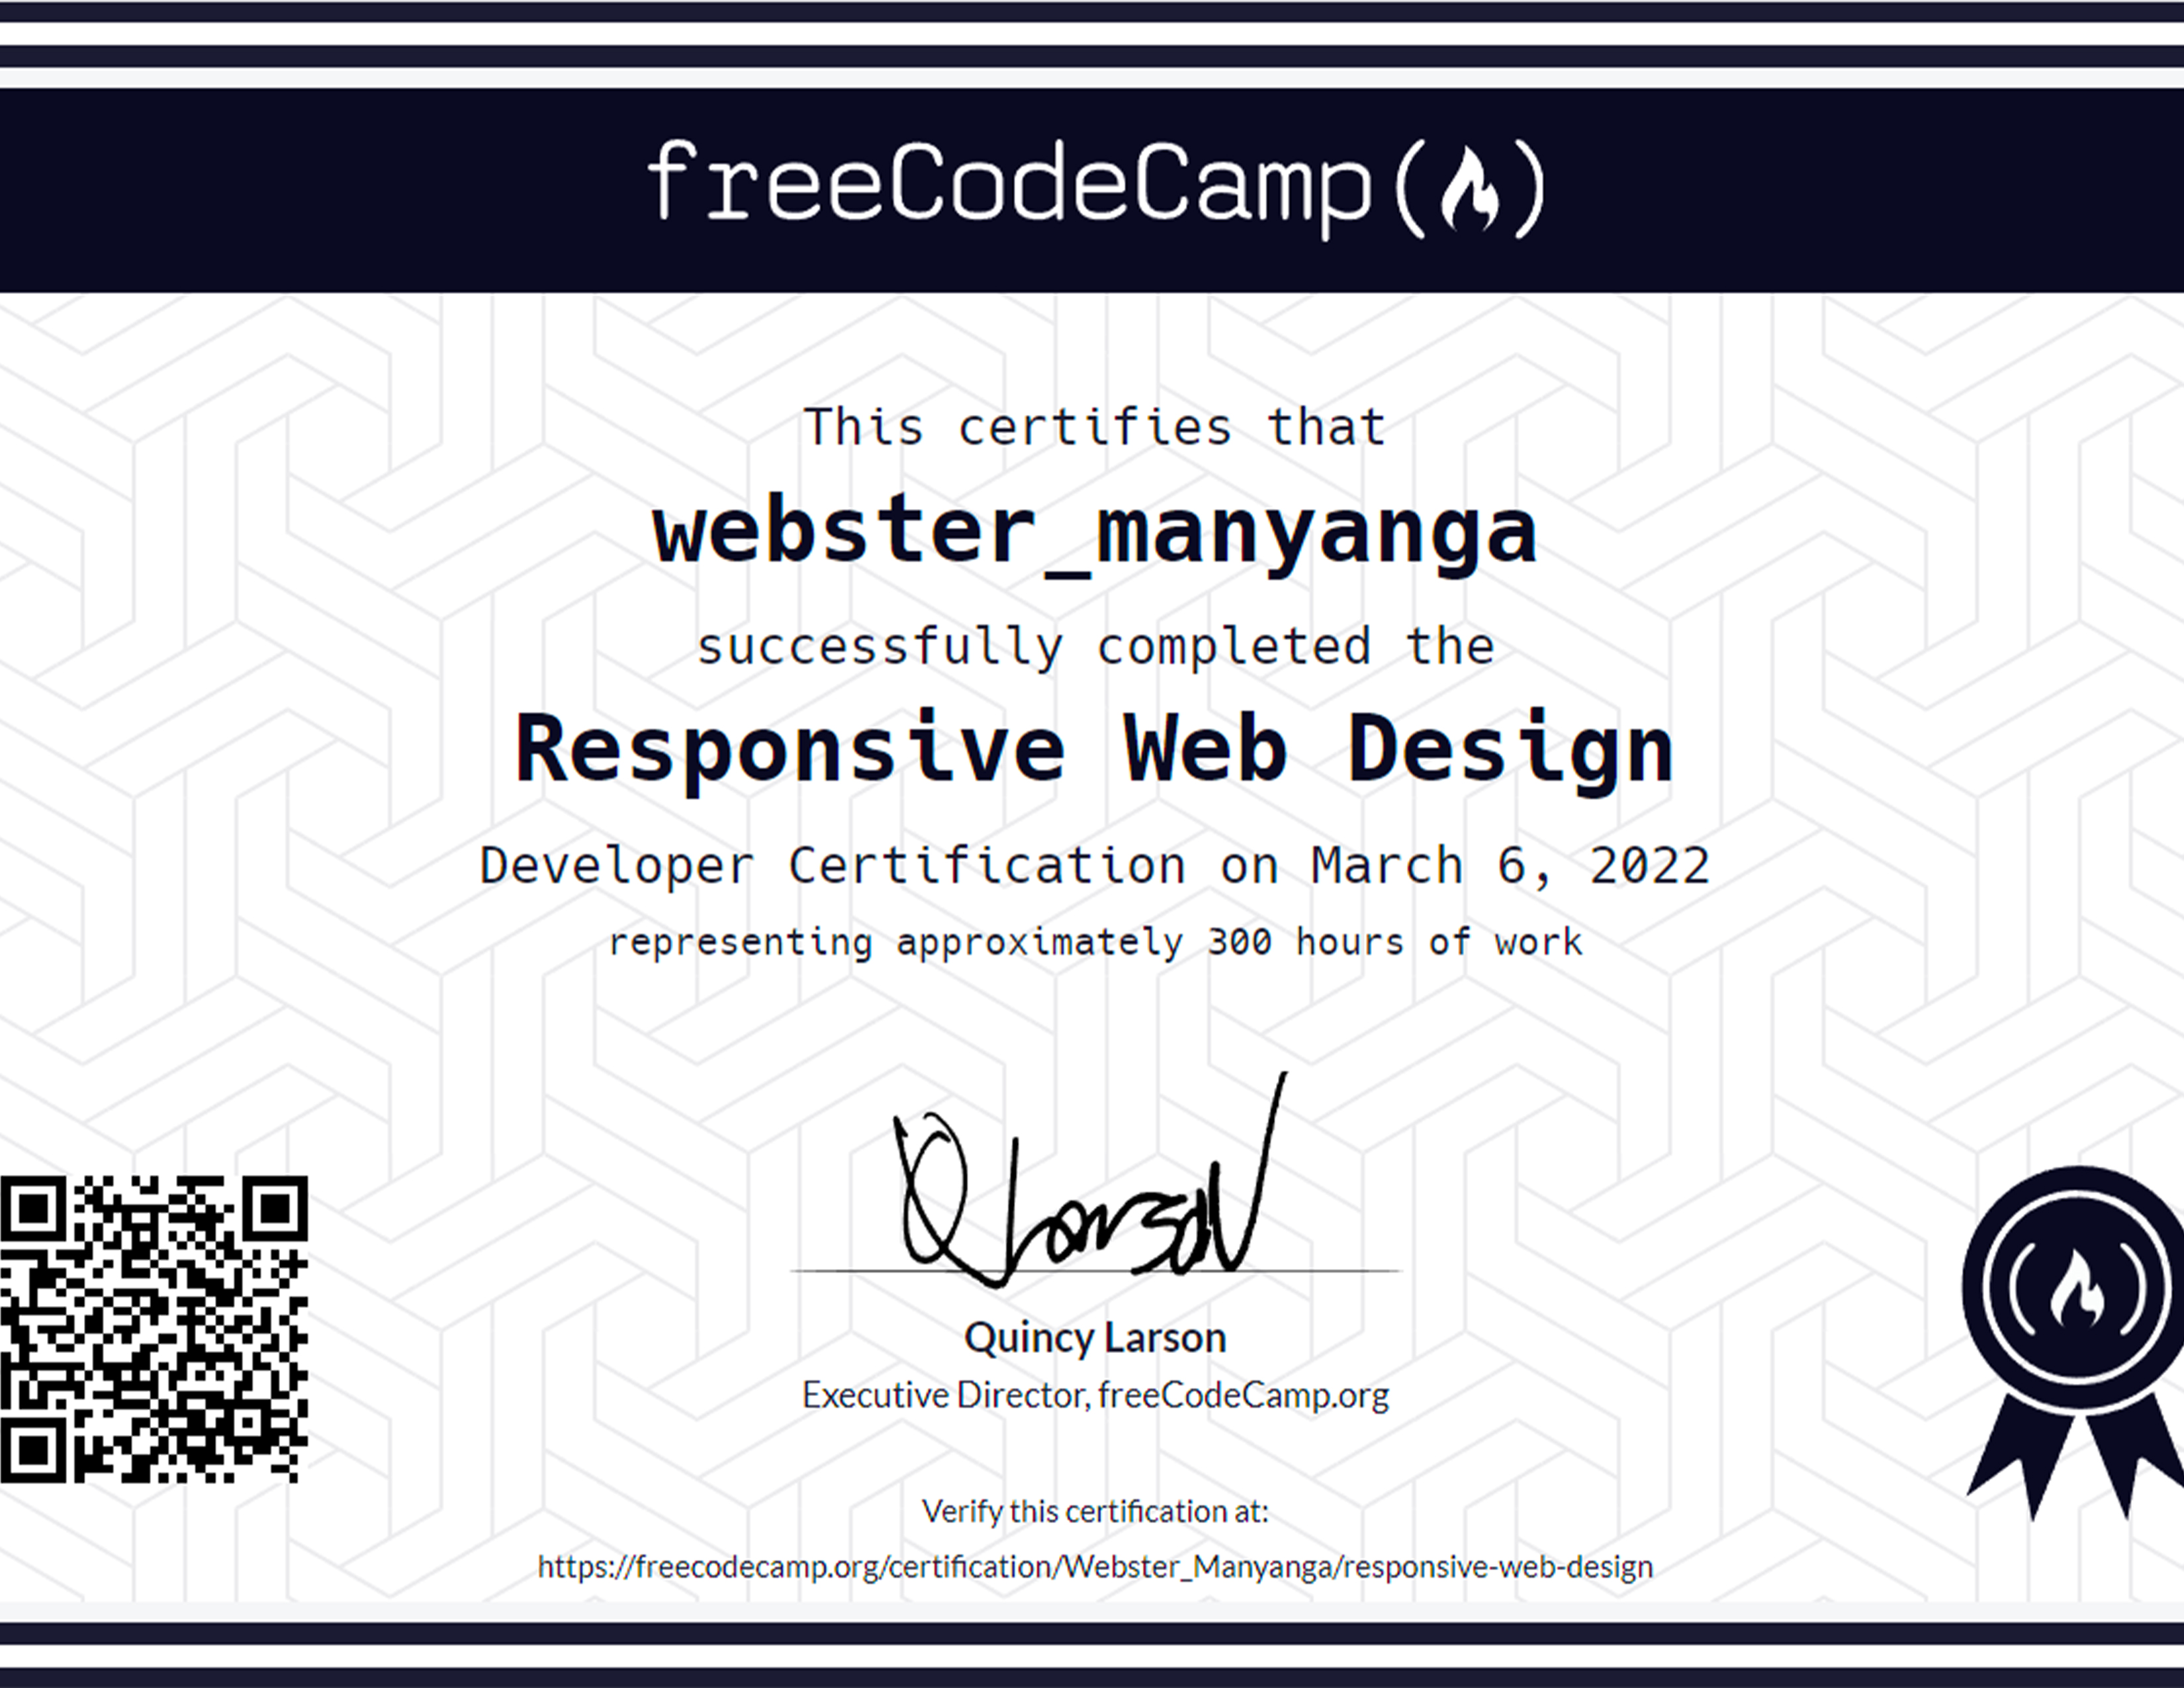 freeCodeCamp
This certifies that
webster_manyanga
successfully completed the
Responsive Web Design
Developer Certification on March 6, 2022
representing approximately 300 hours of work
Q Larson
Quincy Larson
Executive Director, freeCodeCamp.org
Verify this certification at:
https://freecodecamp.org/certification/Webster_Manyanga/responsive-web-design